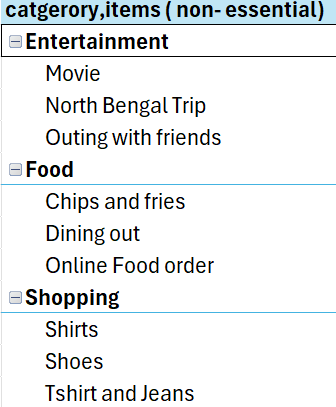 catgerory,items ( non- essential)
Entertainment
Movie
North Bengal Trip
Outing with friends
Food
Chips and fries
Dining out
Online Food order
Shopping
Shirts
Shoes
Tshirt and Jeans